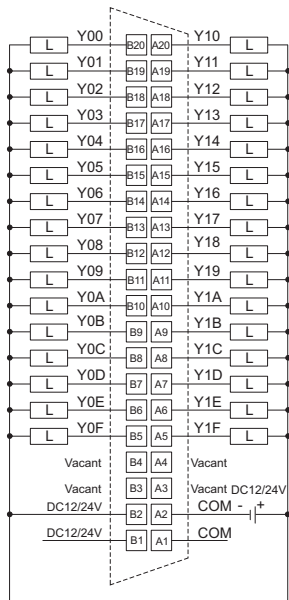 L Y00 B20 A20 Y10 L
L Y01 B19 A19 Y11 L
L Y02 B18 A18 Y12 L
L Y03 B17 A17 Y13 L
L Y04 B16 A16 Y14 L
L Y05 B15 A15 Y15 L
L Y06 B14 A14 Y16 L
L Y07 B13 A13 Y17 L
L Y08 B12 A12 Y18 L
L Y09 B11 A11 Y19 L
L Y0A B10 A10 Y1A L
L Y0B B9 A9 Y1B L
L Y0C B8 A8 Y1C L
L Y0D B7 A7 Y1D L
L Y0E B6 A6 Y1E L
L Y0F B5 A5 Y1F L
Vacant B4 A4 Vacant
Vacant B3 A3 Vacant DC12/24V
DC12/24V B2 A2 COM - +
DC12/24V B1 A1 COM